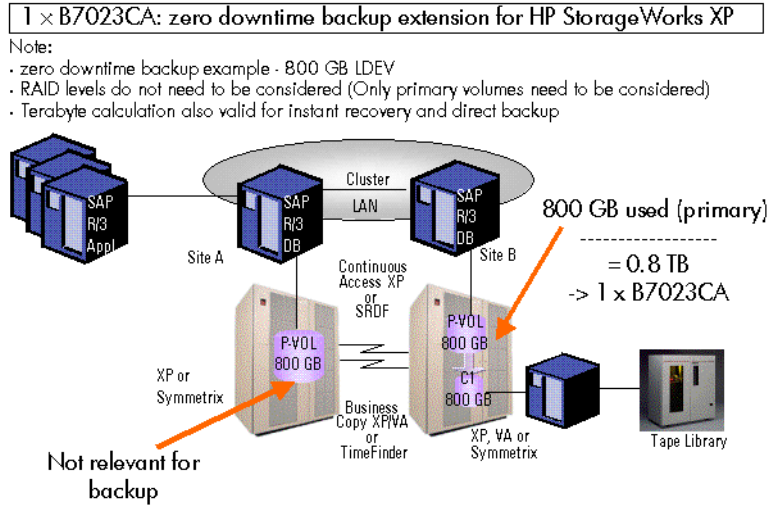 1 × B7023CA: zero downtime backup extension for HP StorageWorks XP
Note:
· zero downtime backup example - 800 GB LDEV
· RAID levels do not need to be considered (Only primary volumes need to be considered)
· Terabyte calculation also valid for instant recovery and direct backup
SAP
R/3
Appl
SAP
R/3
DB
Cluster
LAN
SAP
R/3
DB
Site A
Site B
800 GB used (primary)
----------------
= 0.8 TB
-> 1 x B7023CA
Continuous
Access XP
or
SRDF
P-VOL
800 GB
P-VOL
800 GB
C1
800 GB
XP or
Symmetrix
Business
Copy XP/VA
or
TimeFinder
XP, VA or
Symmetrix
Tape Library
Not relevant for
backup